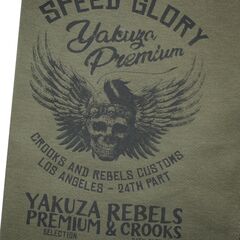 SPEED GLORY
Yakuza
Premium
CROOKS AND REBELS CUSTOMS
LOS ANGELES - 24TH PART
YAKUZA REBELS
PREMIUM & CROOKS
SELECTION